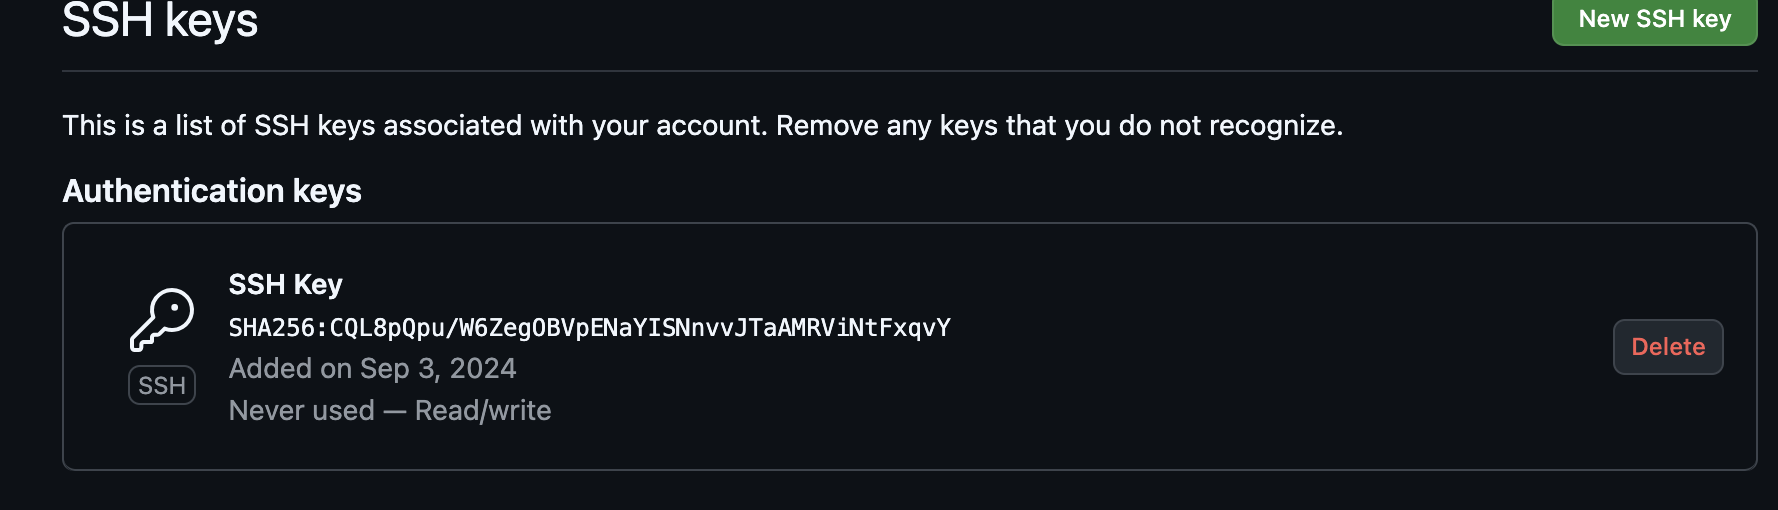 SSH keys
New SSH key
This is a list of SSH keys associated with your account. Remove any keys that you do not recognize.
Authentication keys
SSH Key
SHA256:CQL8pQpu/W6ZegOBVpENaYISNnvvJTaAMRViNtFxqvY
Added on Sep 3, 2024
Never used — Read/write
SSH
Delete